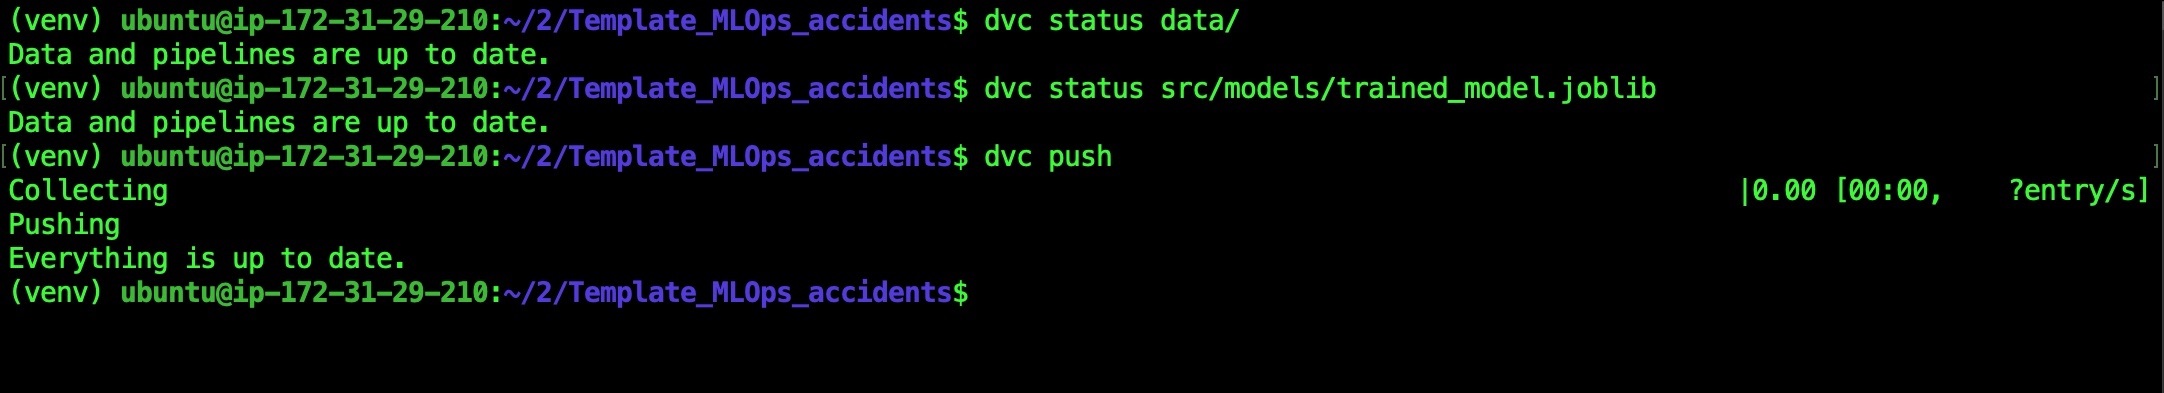 (venv) ubuntu@ip-172-31-29-210:~/2/Template_MLOps_accidents$ dvc status data/
Data and pipelines are up to date.
[(venv) ubuntu@ip-172-31-29-210:~/2/Template_MLOps_accidents$ dvc status src/models/trained_model.joblib ]
Data and pipelines are up to date.
[(venv) ubuntu@ip-172-31-29-210:~/2/Template_MLOps_accidents$ dvc push ]
Collecting |0.00 [00:00, ?entry/s]
Pushing
Everything is up to date.
(venv) ubuntu@ip-172-31-29-210:~/2/Template_MLOps_accidents$